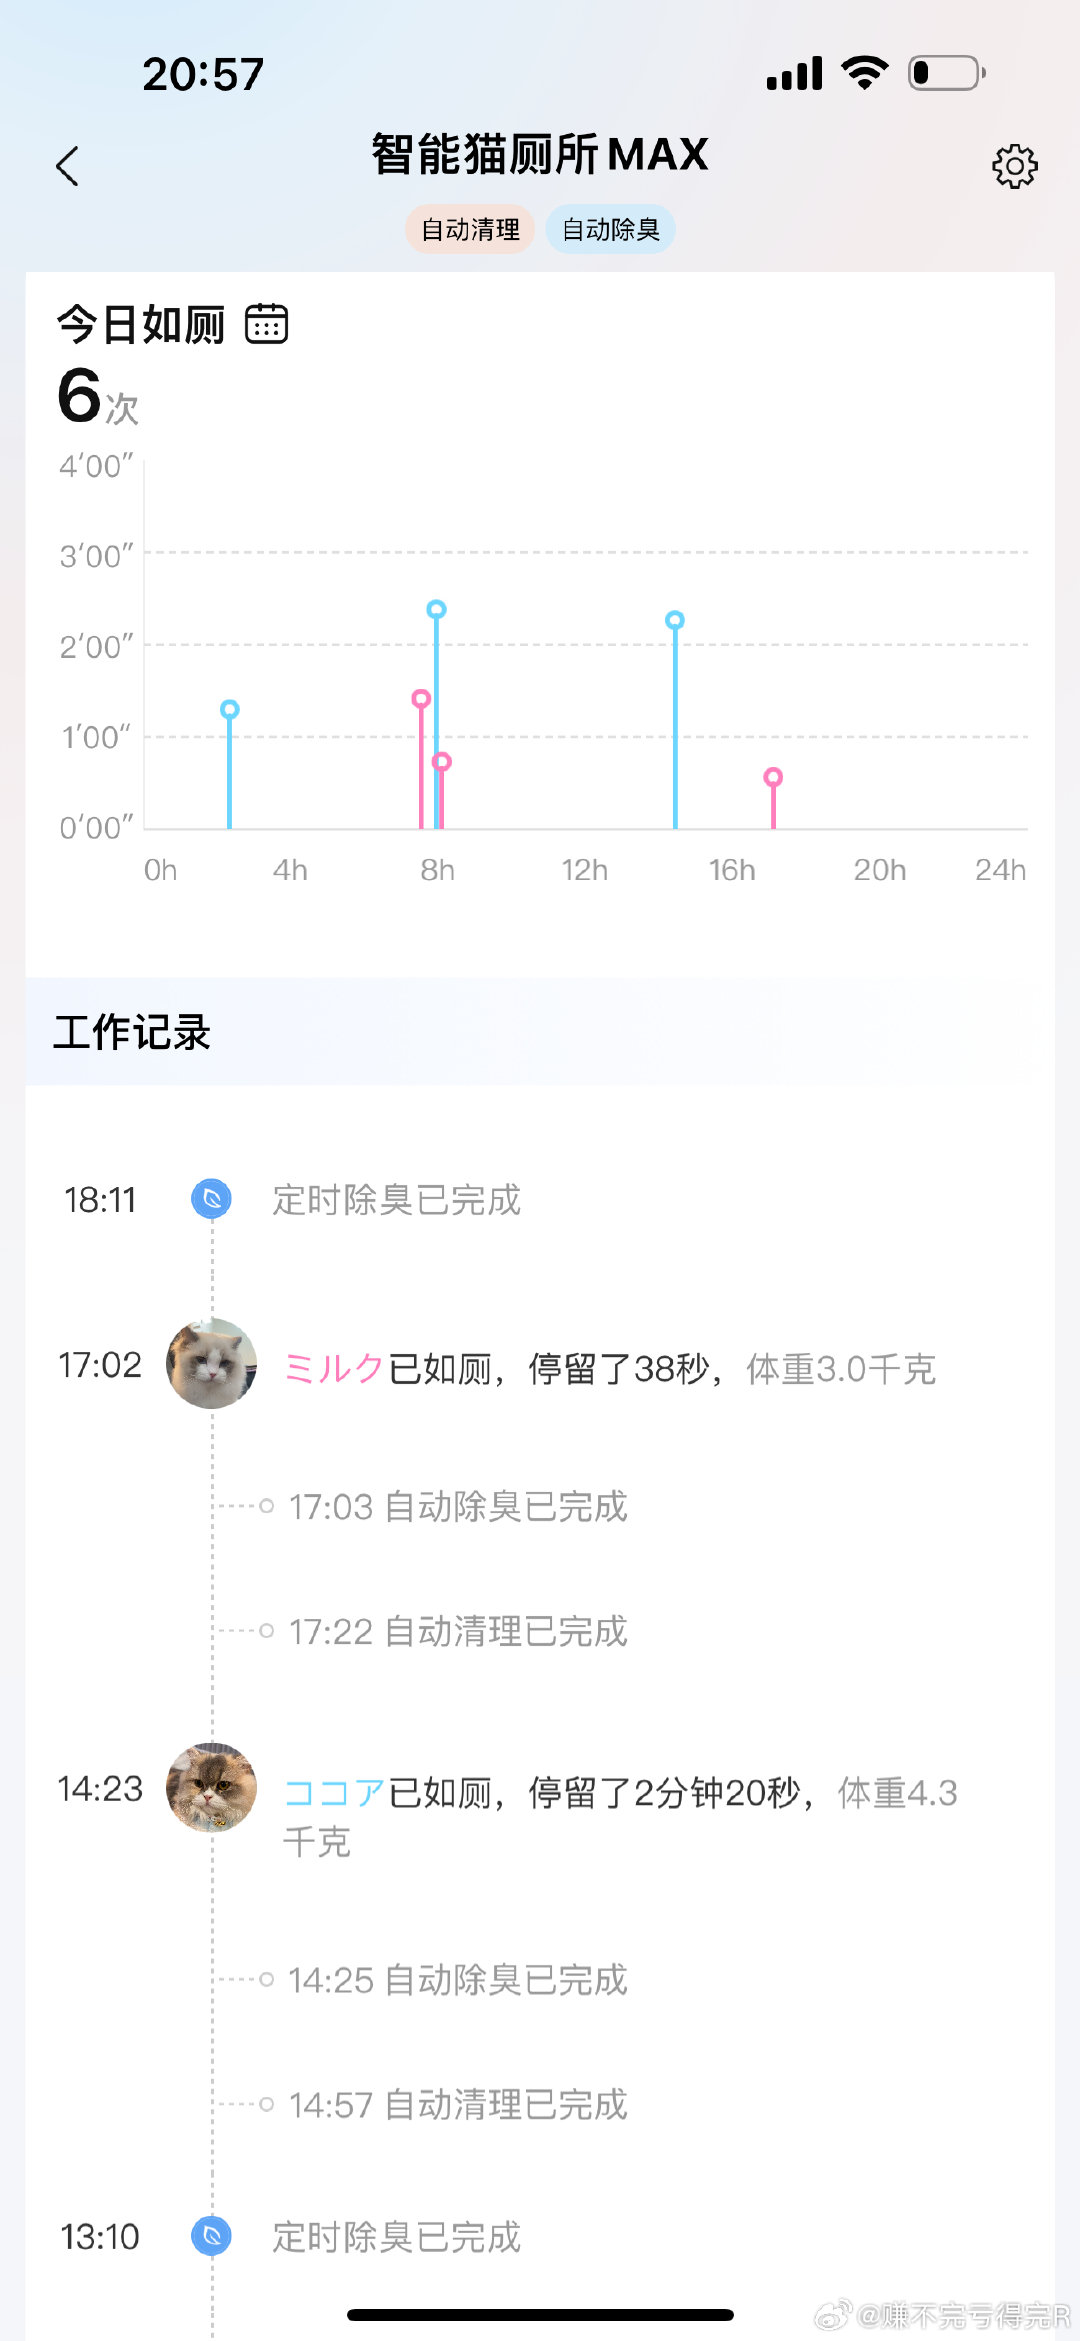 20:57
智能猫厕所MAX
自动清理 自动除臭
今日如厕
6次
4'00"
3'00"
2'00"
1'00"
0'00"
0h 4h 8h 12h 16h 20h 24h
工作记录
18:11 定时除臭已完成
17:02 ミルク已如厕，停留了38秒，体重3.0千克
17:03 自动除臭已完成
17:22 自动清理已完成
14:23 ココア已如厕，停留了2分钟20秒，体重4.3
千克
14:25 自动除臭已完成
14:57 自动清理已完成
13:10 定时除臭已完成
@赚不完亏得完R